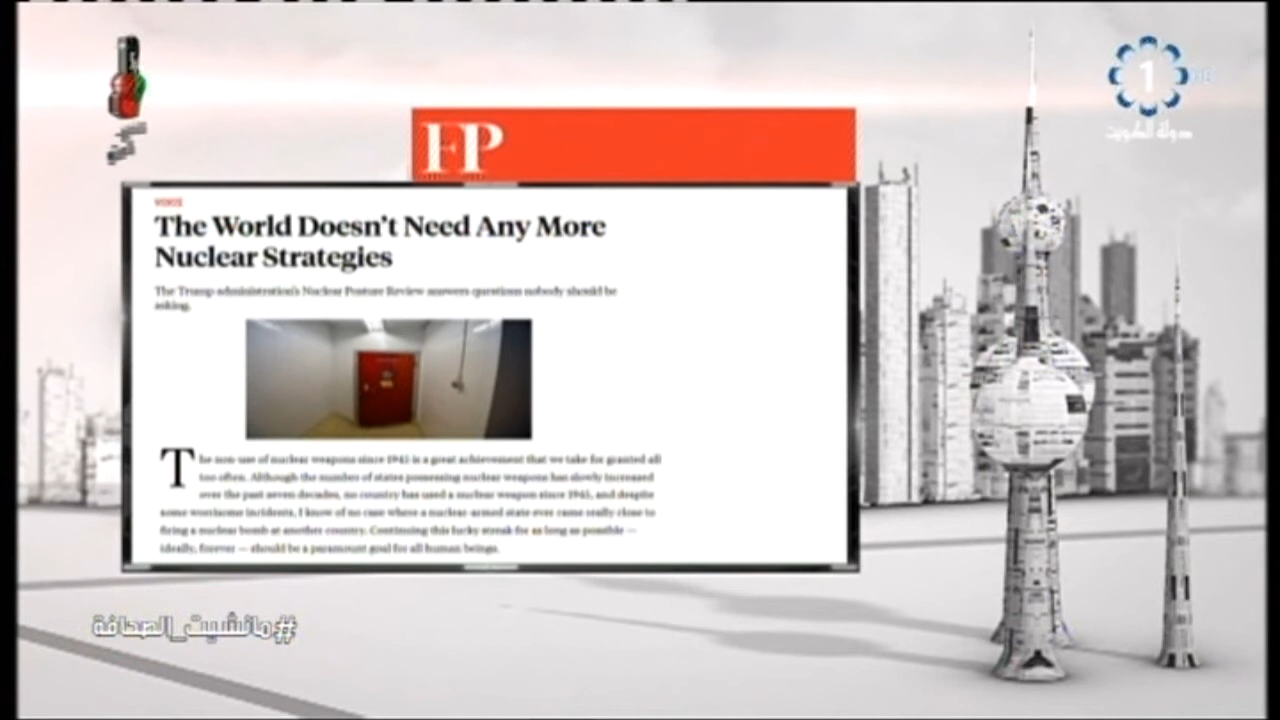 1
HD
دولة الكويت
FP
VOICE
The World Doesn't Need Any More
Nuclear Strategies
The Trump administration's Nuclear Posture Review answers questions nobody should be
asking.
The non-use of nuclear weapons since 1945 is a great achievement that we take for granted all
too often. Although the number of states possessing nuclear weapons has slowly increased
over the past seven decades, no country has used a nuclear weapon since 1945, and despite
some worrisome incidents, I know of no case where a nuclear-armed state ever came really close to
firing a nuclear bomb at another country. Continuing this lucky streak for as long as possible —
ideally, forever — should be a paramount goal for all human beings.
#مانشيت_الصحافة